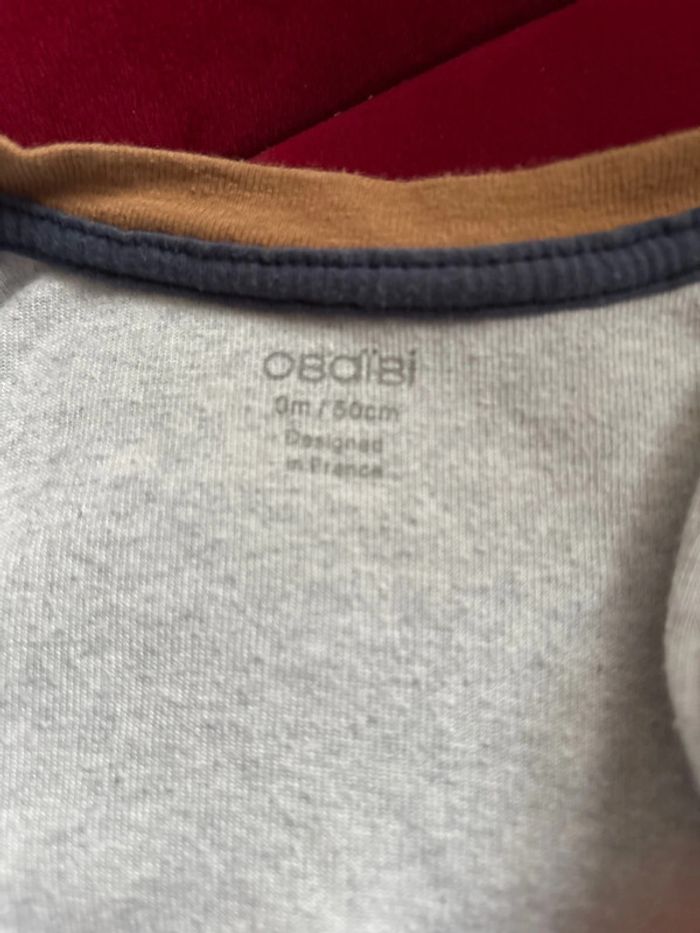 OBaïBi
0m / 50cm
Designed
in France